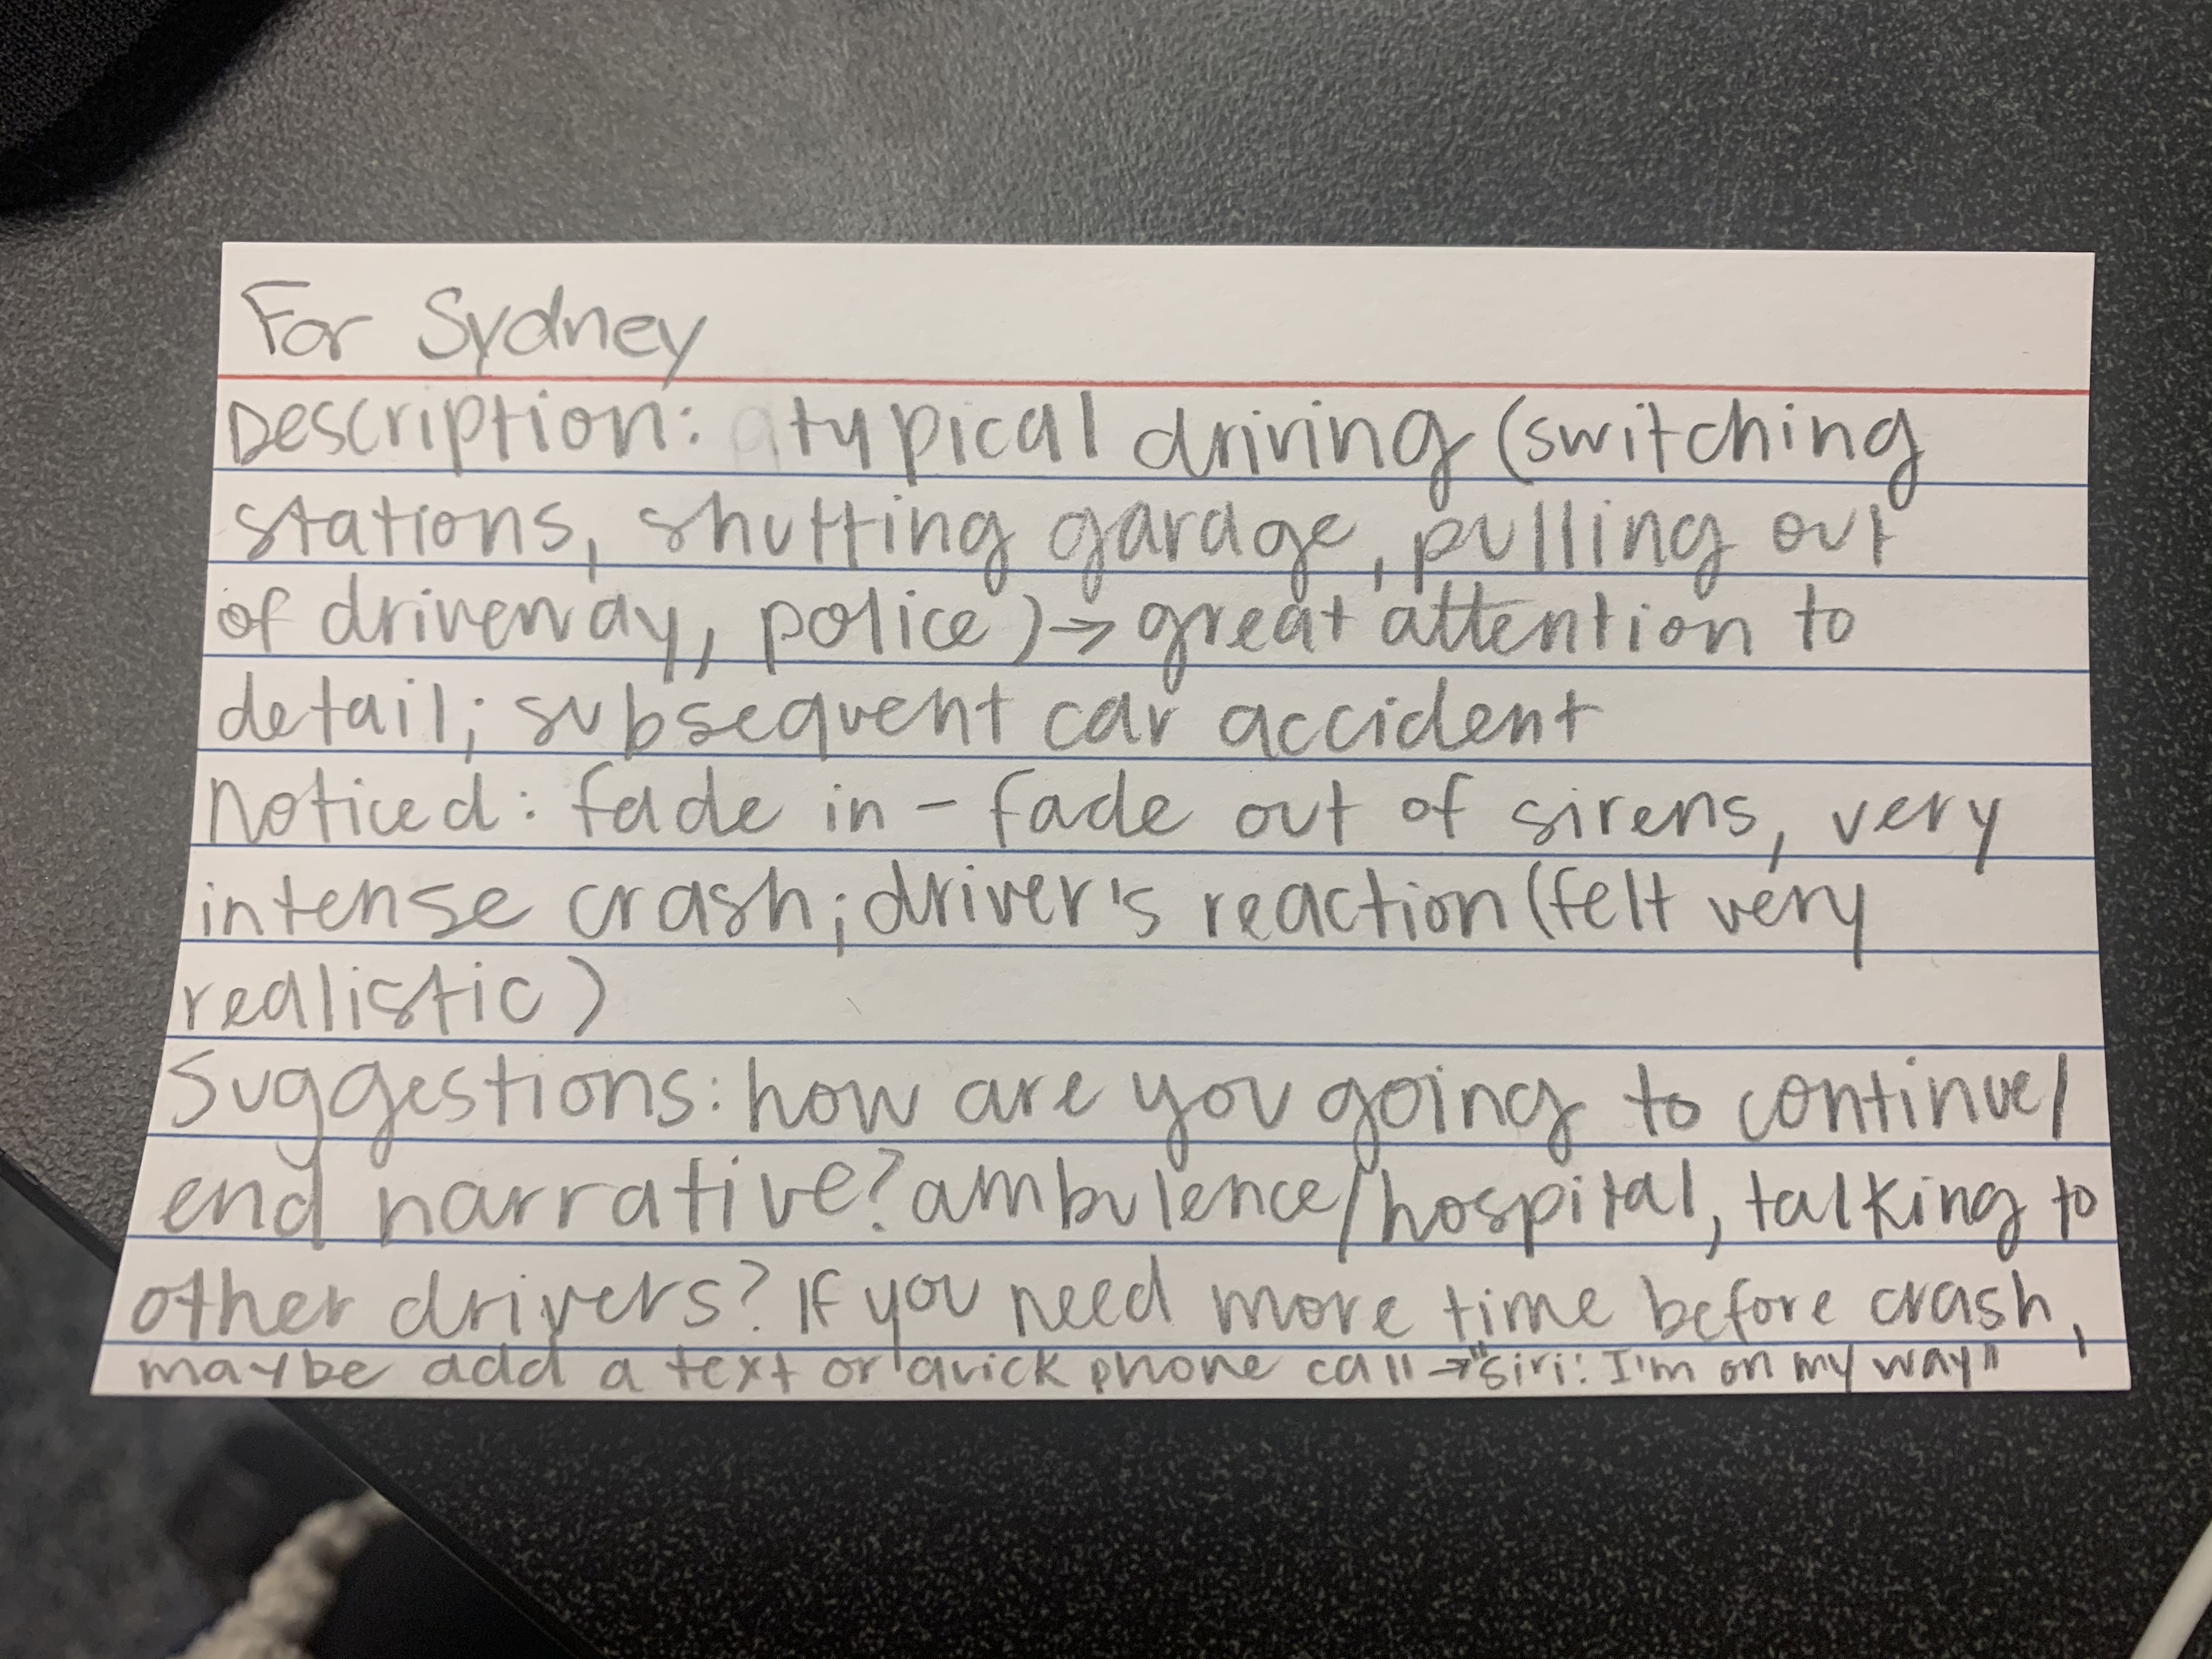 For Sydney
Description: typical driving (switching
stations, shutting garage, pulling out
of driveway, police) → great attention to
detail; subsequent car accident
Noticed: fade in - fade out of sirens, very
intense crash; driver's reaction (felt very
realistic)
Suggestions: how are you going to continue/
end narrative? ambulence/hospital, talking to
other drivers? If you need more time before crash,
maybe add a text or quick phone call → "Siri: I'm on my way"